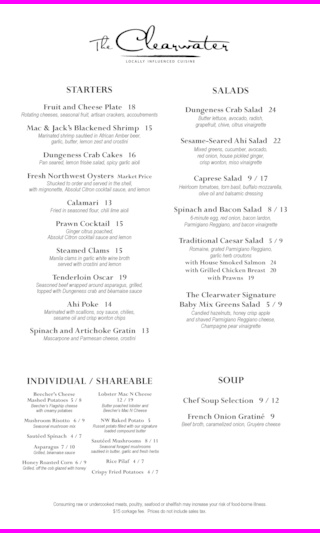 The Clearwater
LOCALLY INFLUENCED CUISINE
STARTERS
Fruit and Cheese Plate 18
Rotating cheeses, seasonal fruit, artisan crackers, accoutrements
Mac & Jack's Blackened Shrimp 15
Marinated shrimp sautéed in African Amber beer,
garlic, butter, lemon zest and crostini
Dungeness Crab Cakes 16
Pan seared, lemon frisée salad, spicy garlic aioli
Fresh Northwest Oysters Market Price
Shucked to order and served in the shell,
with mignonette, Absolut Citron cocktail sauce, and lemon
Calamari 13
Fried in seasoned flour, chili-lime aioli
Prawn Cocktail 15
Ginger citrus poached,
Absolut Citron cocktail sauce and lemon
Steamed Clams 15
Manila clams in garlic white wine broth
served with crostini and lemon
Tenderloin Oscar 19
Seasoned beef wrapped around asparagus, grilled,
topped with Dungeness crab and béarnaise sauce
Ahi Poke 14
Marinated with scallions, soy sauce, chilies,
sesame oil and crispy wonton chips
Spinach and Artichoke Gratin 13
Mascarpone and Parmesan cheese, crostini
SALADS
Dungeness Crab Salad 24
Butter lettuce, avocado, radish,
grapefruit, chive, citrus vinaigrette
Sesame-Seared Ahi Salad 22
Mixed greens, cucumber, avocado,
red onion, house pickled ginger,
crisp wonton, miso vinaigrette
Caprese Salad 9 / 17
Heirloom tomatoes, torn basil, buffalo mozzarella,
olive oil and balsamic dressing
Spinach and Bacon Salad 8 / 13
6-minute egg, red onion, bacon lardon,
Parmigiano Reggiano, and bacon vinaigrette
Traditional Caesar Salad 5 / 9
Romaine, grated Parmigiano Reggiano,
garlic herb croutons
with House Smoked Salmon 24
with Grilled Chicken Breast 20
with Prawns 19
The Clearwater Signature
Baby Mix Greens Salad 5 / 9
Candied hazelnuts, honey crisp apple
and shaved Parmigiano Reggiano cheese,
Champagne pear vinaigrette
INDIVIDUAL / SHAREABLE
Beecher's Cheese
Mashed Potatoes 5 / 8
Beecher's Flagship cheese
with creamy potatoes
Mushroom Risotto 6 / 9
Seasonal mushroom mix
Sautéed Spinach 4 / 7
Asparagus 7 / 10
Grilled, béarnaise sauce
Honey Roasted Corn 6 / 9
Grilled, off the cob glazed with honey
Lobster Mac N Cheese
12 / 19
Butter poached lobster and
Beecher's Mac N Cheese
NW Baked Potato 5
Russet potato filled with our signature
loaded compound butter
Sautéed Mushrooms 8 / 11
Seasonal foraged mushrooms
sautéed in butter, garlic and fresh herbs
Rice Pilaf 4 / 7
Crispy Fried Potatoes 4 / 7
SOUP
Chef Soup Selection 9 / 12
French Onion Gratiné 9
Beef broth, caramelized onion, Gruyère cheese
Consuming raw or undercooked meats, poultry, seafood or shellfish may increase your risk of food-borne illness.
$15 corkage fee. Prices do not include sales tax.